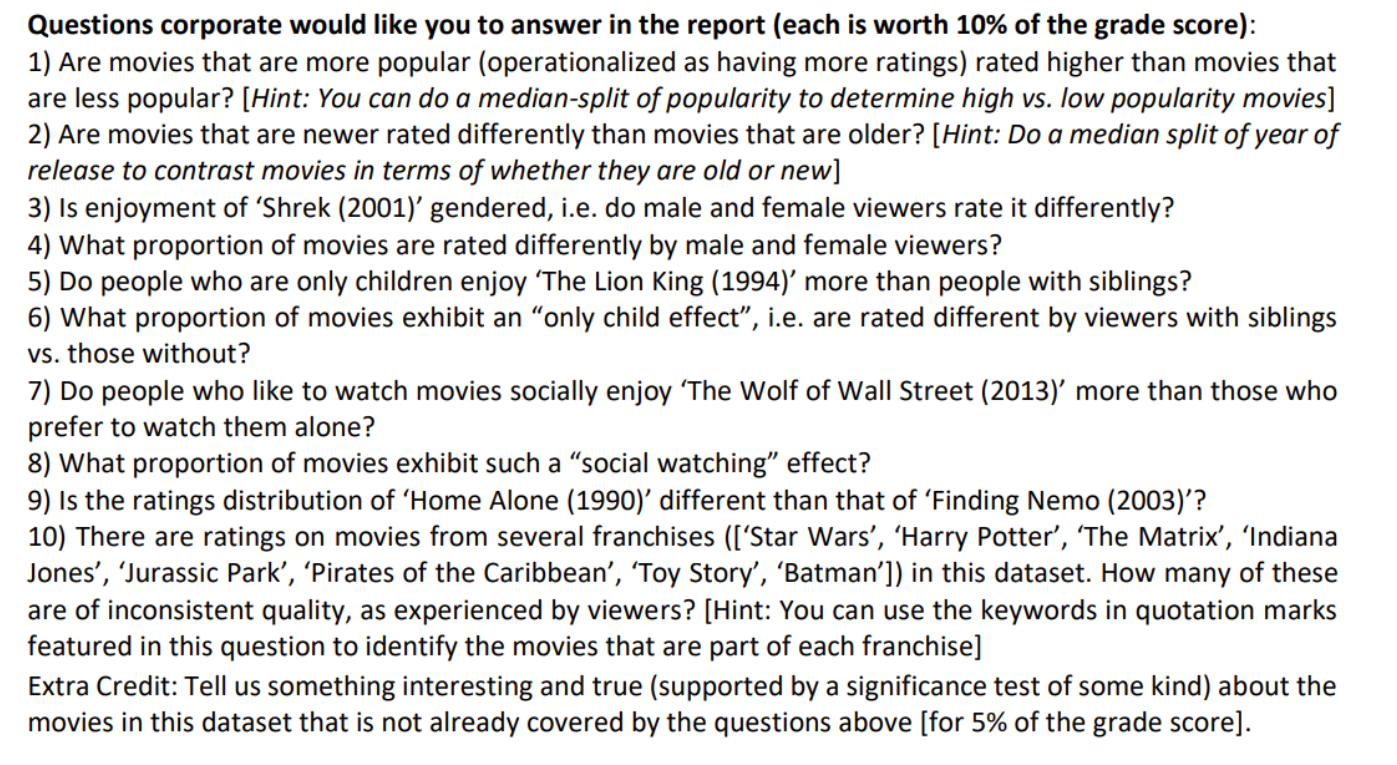 Questions corporate would like you to answer in the report (each is worth 10% of the grade score):
1) Are movies that are more popular (operationalized as having more ratings) rated higher than movies that
are less popular? [Hint: You can do a median-split of popularity to determine high vs. low popularity movies]
2) Are movies that are newer rated differently than movies that are older? [Hint: Do a median split of year of
release to contrast movies in terms of whether they are old or new]
3) Is enjoyment of ‘Shrek (2001)’ gendered, i.e. do male and female viewers rate it differently?
4) What proportion of movies are rated differently by male and female viewers?
5) Do people who are only children enjoy ‘The Lion King (1994)’ more than people with siblings?
6) What proportion of movies exhibit an “only child effect”, i.e. are rated different by viewers with siblings
vs. those without?
7) Do people who like to watch movies socially enjoy ‘The Wolf of Wall Street (2013)’ more than those who
prefer to watch them alone?
8) What proportion of movies exhibit such a “social watching” effect?
9) Is the ratings distribution of ‘Home Alone (1990)’ different than that of ‘Finding Nemo (2003)’?
10) There are ratings on movies from several franchises ([‘Star Wars’, ‘Harry Potter’, ‘The Matrix’, ‘Indiana
Jones’, ‘Jurassic Park’, ‘Pirates of the Caribbean’, ‘Toy Story’, ‘Batman’]) in this dataset. How many of these
are of inconsistent quality, as experienced by viewers? [Hint: You can use the keywords in quotation marks
featured in this question to identify the movies that are part of each franchise]
Extra Credit: Tell us something interesting and true (supported by a significance test of some kind) about the
movies in this dataset that is not already covered by the questions above [for 5% of the grade score].